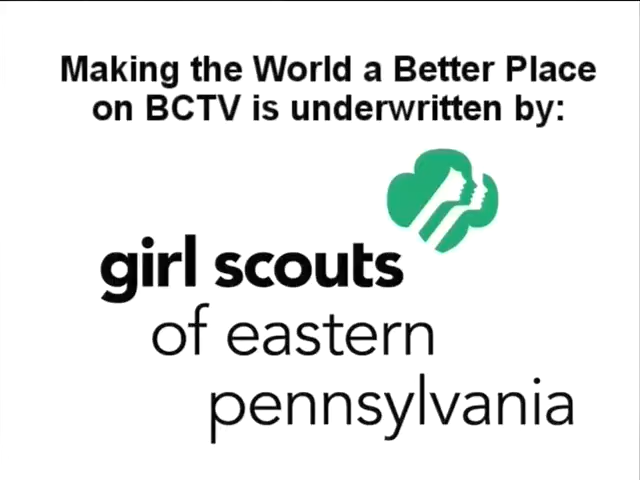 Making the World a Better Place
on BCTV is underwritten by:
girl scouts
of eastern
pennsylvania